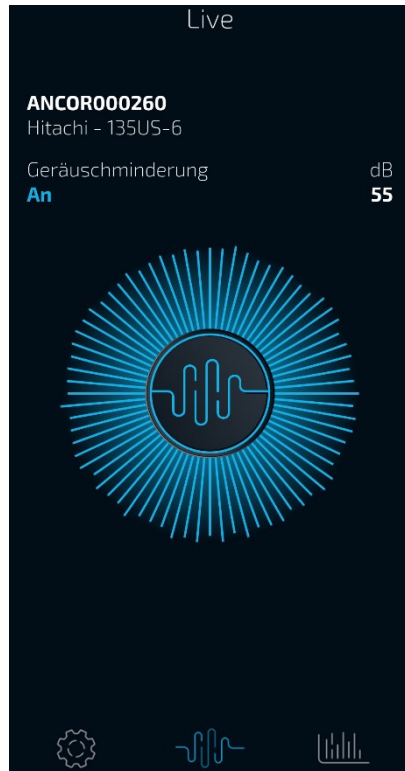 Live
ANCOR000260
Hitachi - 135US-6
Geräuschminderung dB
An 55